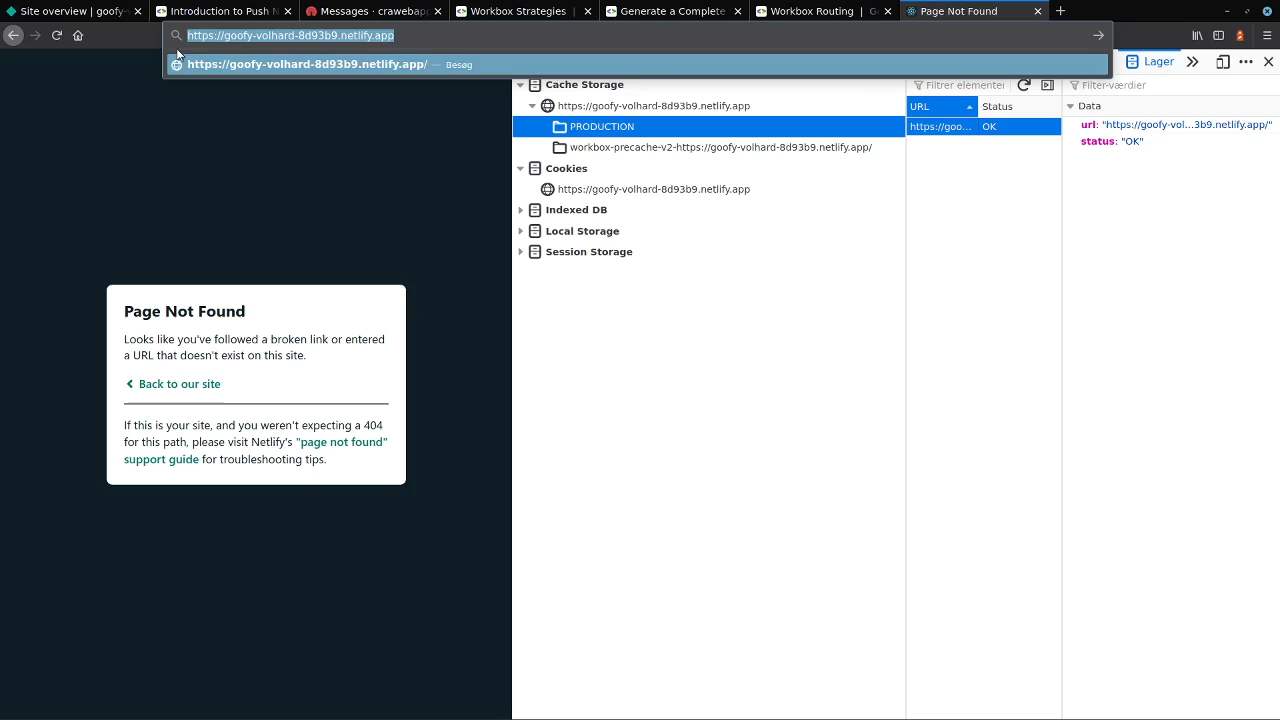 Site overview | goofy-
Introduction to Push N
Messages · crawebapp
Workbox Strategies |
Generate a Complete
Workbox Routing | G
Page Not Found
https://goofy-volhard-8d93b9.netlify.app
https://goofy-volhard-8d93b9.netlify.app/ — Besøg
Lager
Cache Storage
https://goofy-volhard-8d93b9.netlify.app
PRODUCTION
workbox-precache-v2-https://goofy-volhard-8d93b9.netlify.app/
Cookies
https://goofy-volhard-8d93b9.netlify.app
Indexed DB
Local Storage
Session Storage
Filtrer elementer
URL Status
https://goo... OK
Filter-værdier
Data
url: "https://goofy-vol...3b9.netlify.app/"
status: "OK"
Page Not Found
Looks like you've followed a broken link or entered
a URL that doesn't exist on this site.
Back to our site
If this is your site, and you weren't expecting a 404
for this path, please visit Netlify's "page not found"
support guide for troubleshooting tips.